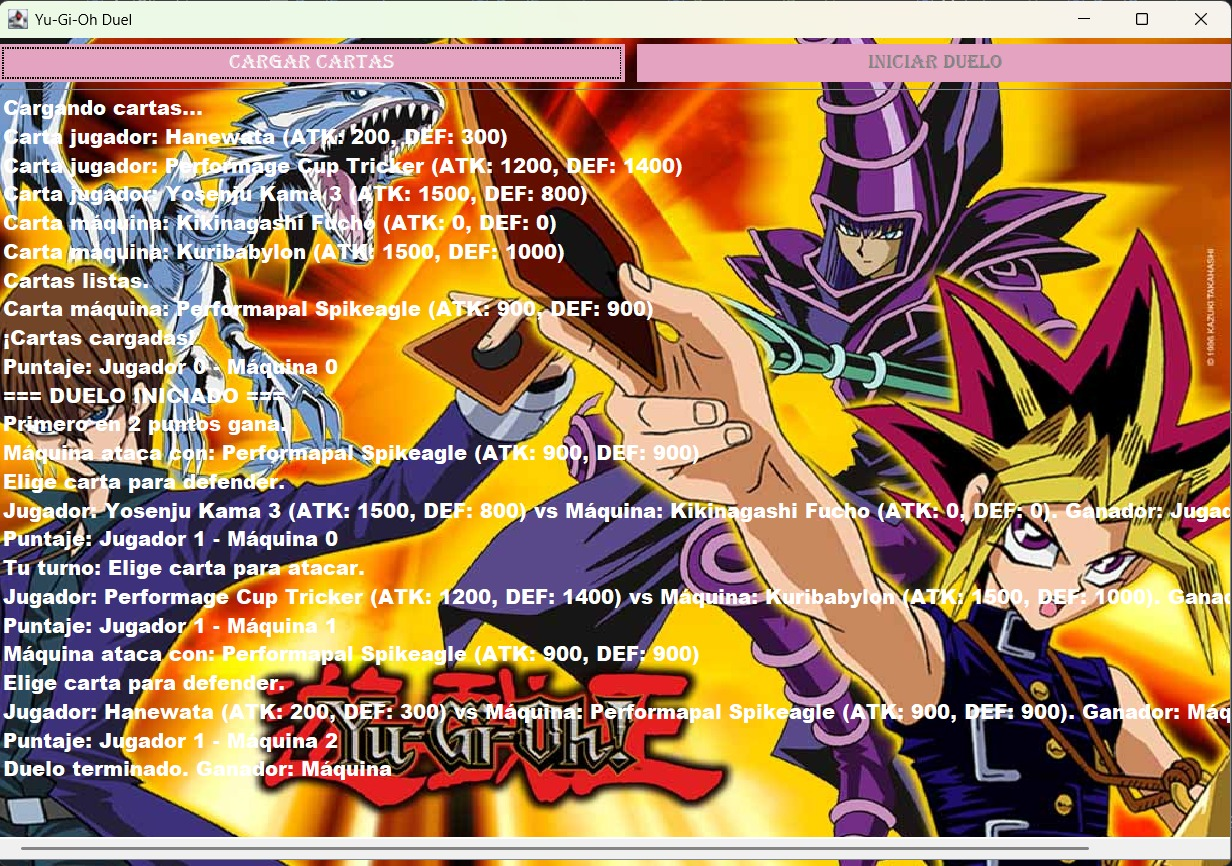 Yu-Gi-Oh Duel
CARGAR CARTAS
INICIAR DUELO
Cargando cartas...
Carta jugador: Hanewata (ATK: 200, DEF: 300)
Carta jugador: Performage Cup Tricker (ATK: 1200, DEF: 1400)
Carta jugador: Yosenju Kama 3 (ATK: 1500, DEF: 800)
Carta máquina: Kikinagashi Fucho (ATK: 0, DEF: 0)
Carta máquina: Kuribabylon (ATK: 1500, DEF: 1000)
Cartas listas.
Carta máquina: Performapal Spikeagle (ATK: 900, DEF: 900)
¡Cartas cargadas!
Puntaje: Jugador 0 - Máquina 0
=== DUELO INICIADO ===
Primero en 2 puntos gana.
Máquina ataca con: Performapal Spikeagle (ATK: 900, DEF: 900)
Elige carta para defender.
Jugador: Yosenju Kama 3 (ATK: 1500, DEF: 800) vs Máquina: Kikinagashi Fucho (ATK: 0, DEF: 0). Ganador: Jugad
Puntaje: Jugador 1 - Máquina 0
Tu turno: Elige carta para atacar.
Jugador: Performage Cup Tricker (ATK: 1200, DEF: 1400) vs Máquina: Kuribabylon (ATK: 1500, DEF: 1000). Gana
Puntaje: Jugador 1 - Máquina 1
Máquina ataca con: Performapal Spikeagle (ATK: 900, DEF: 900)
Elige carta para defender.
Jugador: Hanewata (ATK: 200, DEF: 300) vs Máquina: Performapal Spikeagle (ATK: 900, DEF: 900). Ganador: Máq
Puntaje: Jugador 1 - Máquina 2
Duelo terminado. Ganador: Máquina
© 1996 KAZUKI TAKAHASHI
遊戯王
Yu-Gi-Oh!